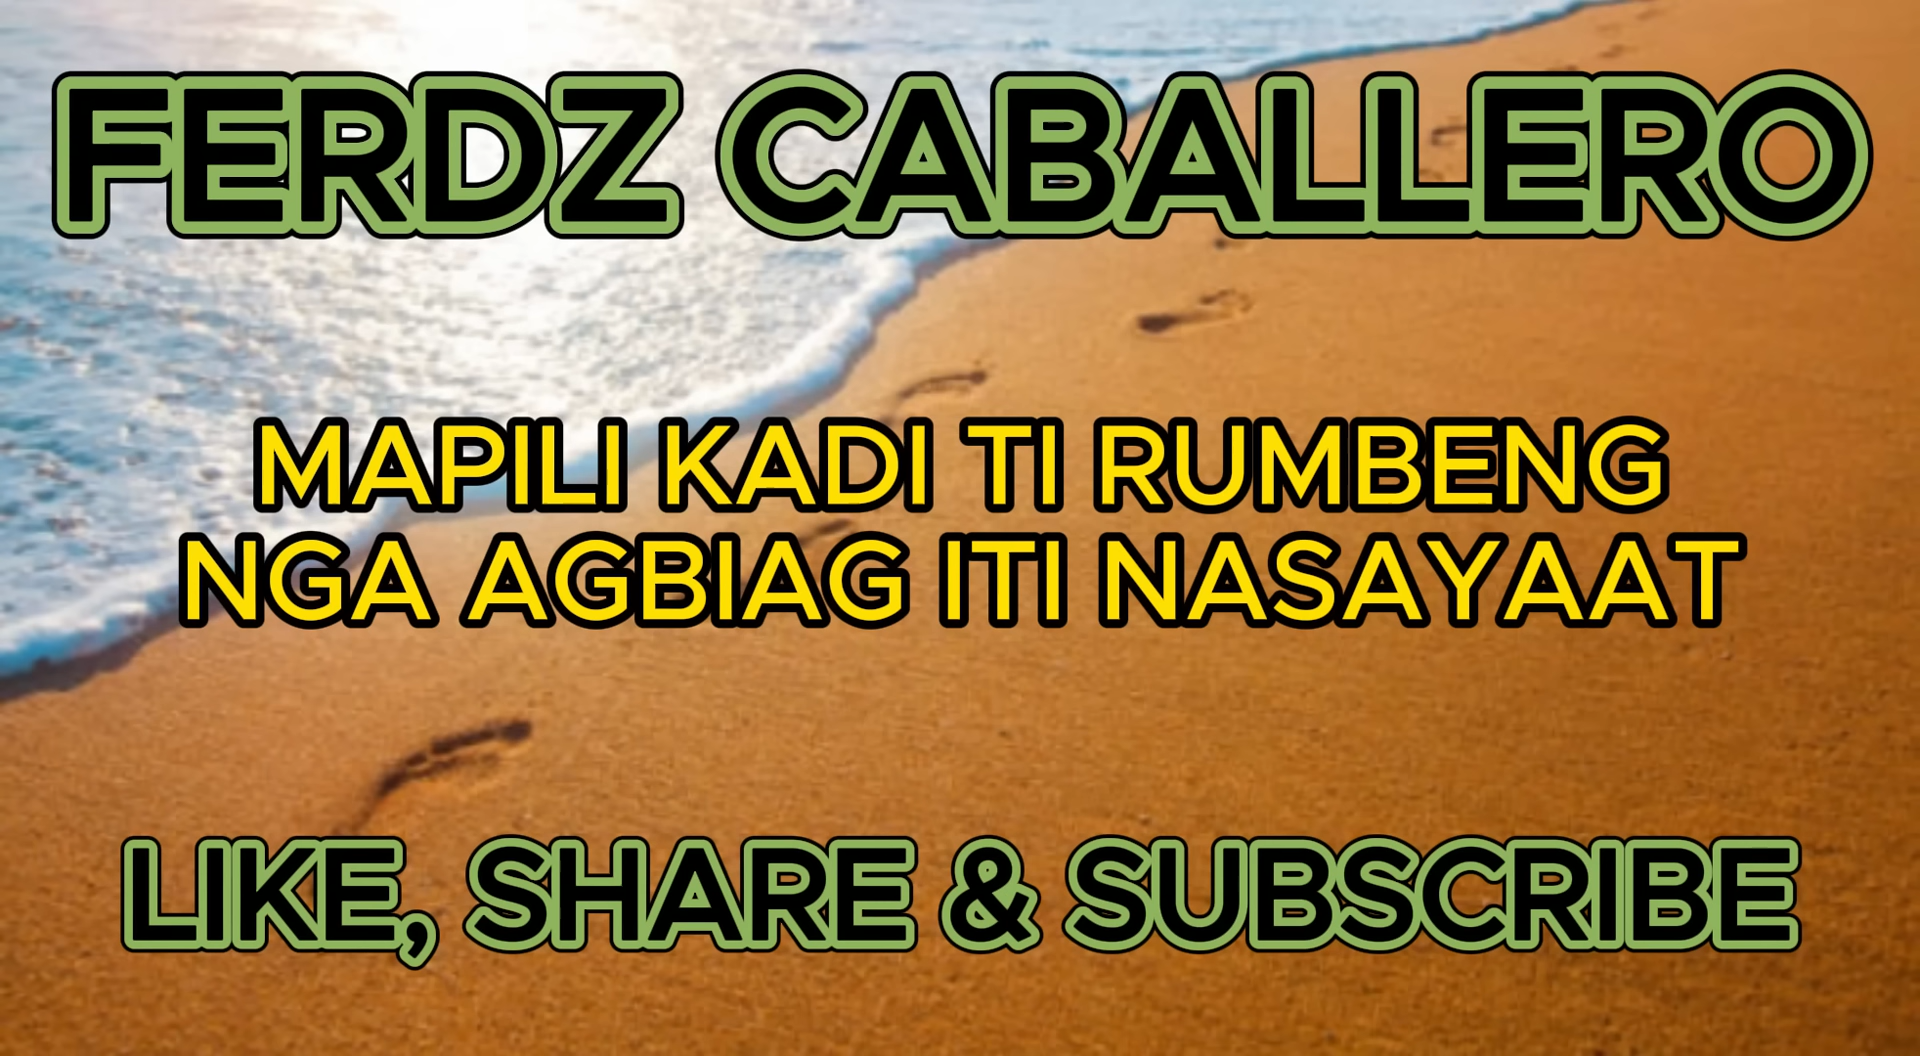 FERDZ CABALLERO
MAPILI KADI TI RUMBENG
NGA AGBIAG ITI NASAYAAT
LIKE, SHARE & SUBSCRIBE